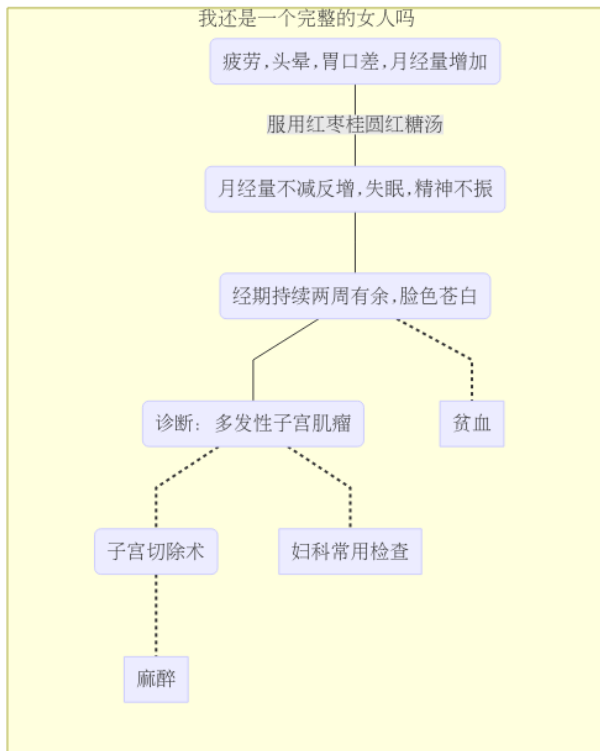 我还是一个完整的女人吗
疲劳,头晕,胃口差,月经量增加
服用红枣桂圆红糖汤
月经量不减反增,失眠,精神不振
经期持续两周有余,脸色苍白
诊断：多发性子宫肌瘤
贫血
子宫切除术
妇科常用检查
麻醉